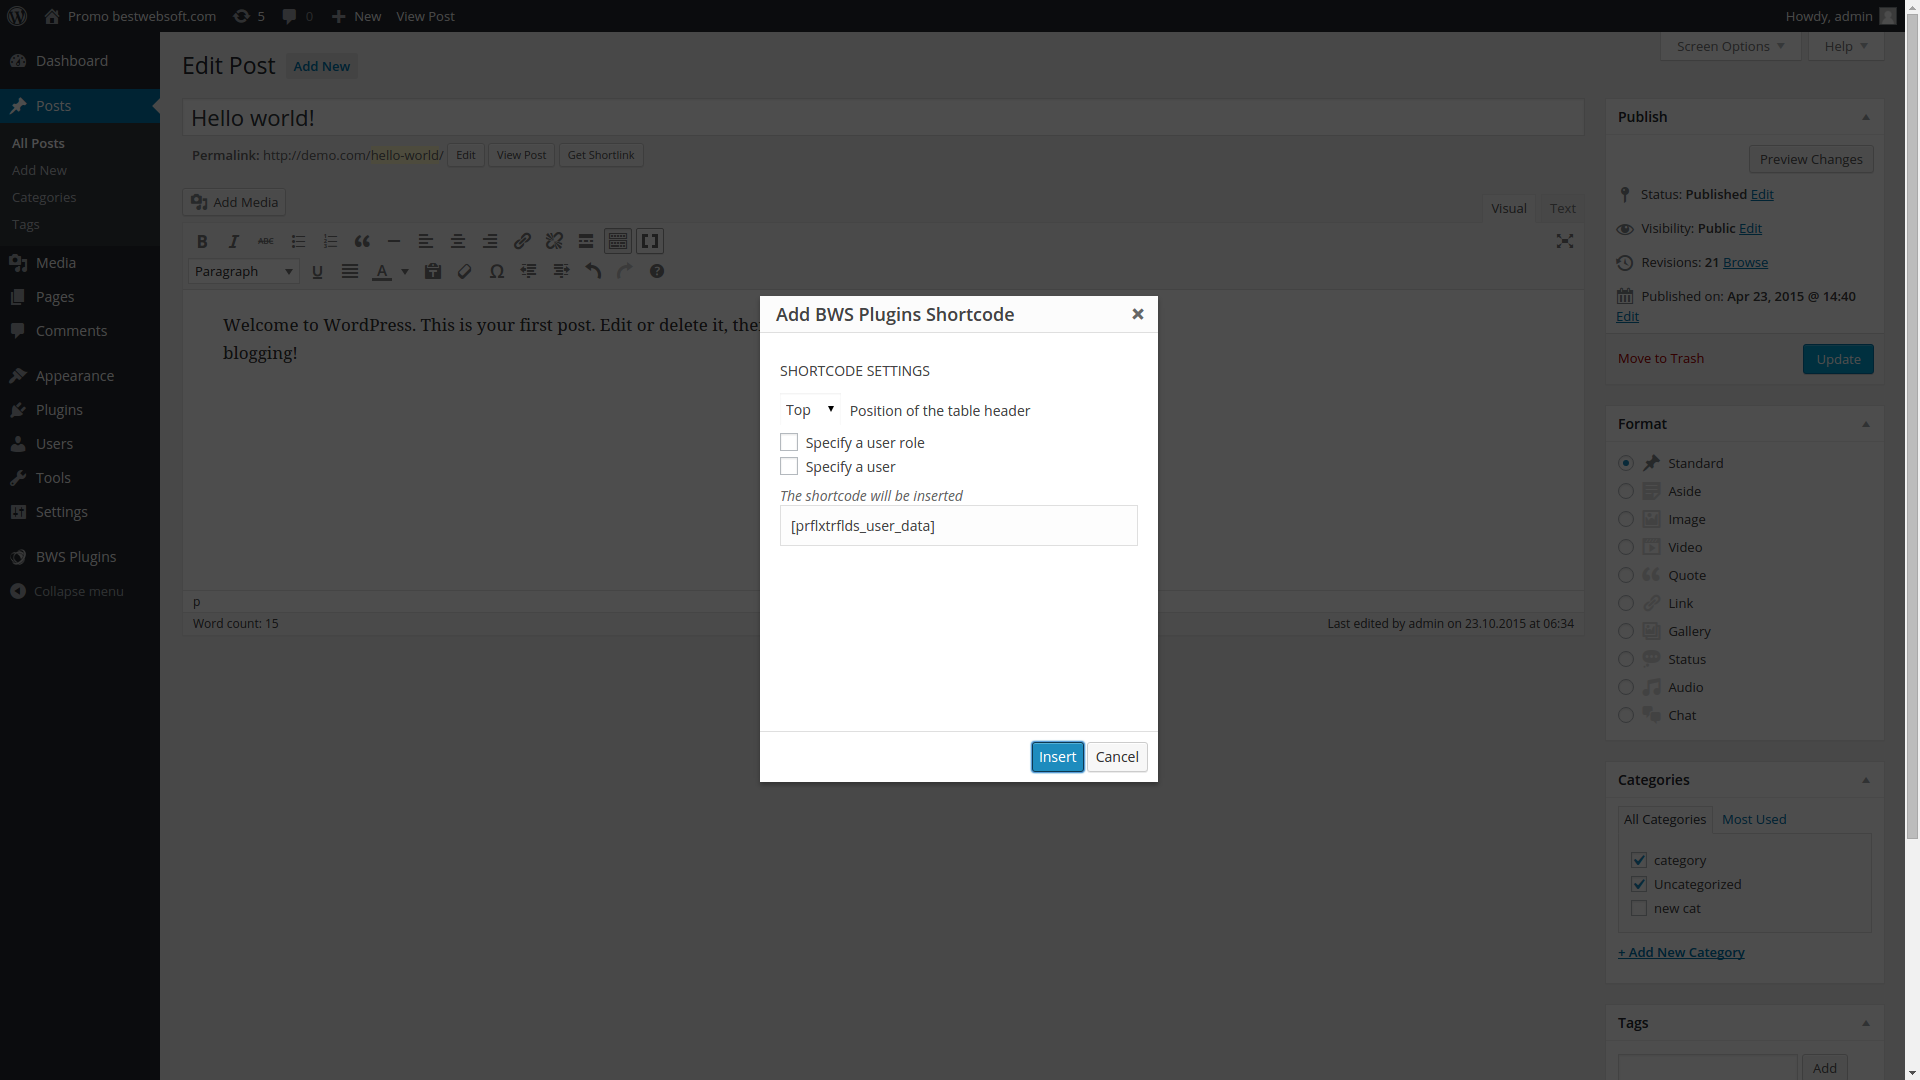 Promo bestwebsoft.com 5 0 New View Post Howdy, admin
Screen Options Help
Dashboard
Posts
All Posts
Add New
Categories
Tags
Media
Pages
Comments
Appearance
Plugins
Users
Tools
Settings
BWS Plugins
Collapse menu
Edit Post Add New
Hello world!
Permalink: http://demo.com/hello-world/ Edit View Post Get Shortlink
Add Media Visual Text
B I ABC
Paragraph U A Ω ?
Welcome to WordPress. This is your first post. Edit or delete it,
blogging!
p
Word count: 15 Last edited by admin on 23.10.2015 at 06:34
Add BWS Plugins Shortcode
SHORTCODE SETTINGS
Top Position of the table header
Specify a user role
Specify a user
The shortcode will be inserted
[prflxtrflds_user_data]
Insert Cancel
Publish
Preview Changes
Status: Published Edit
Visibility: Public Edit
Revisions: 21 Browse
Published on: Apr 23, 2015 @ 14:40
Edit
Move to Trash Update
Format
Standard
Aside
Image
Video
Quote
Link
Gallery
Status
Audio
Chat
Categories
All Categories Most Used
category
Uncategorized
new cat
+ Add New Category
Tags
Add